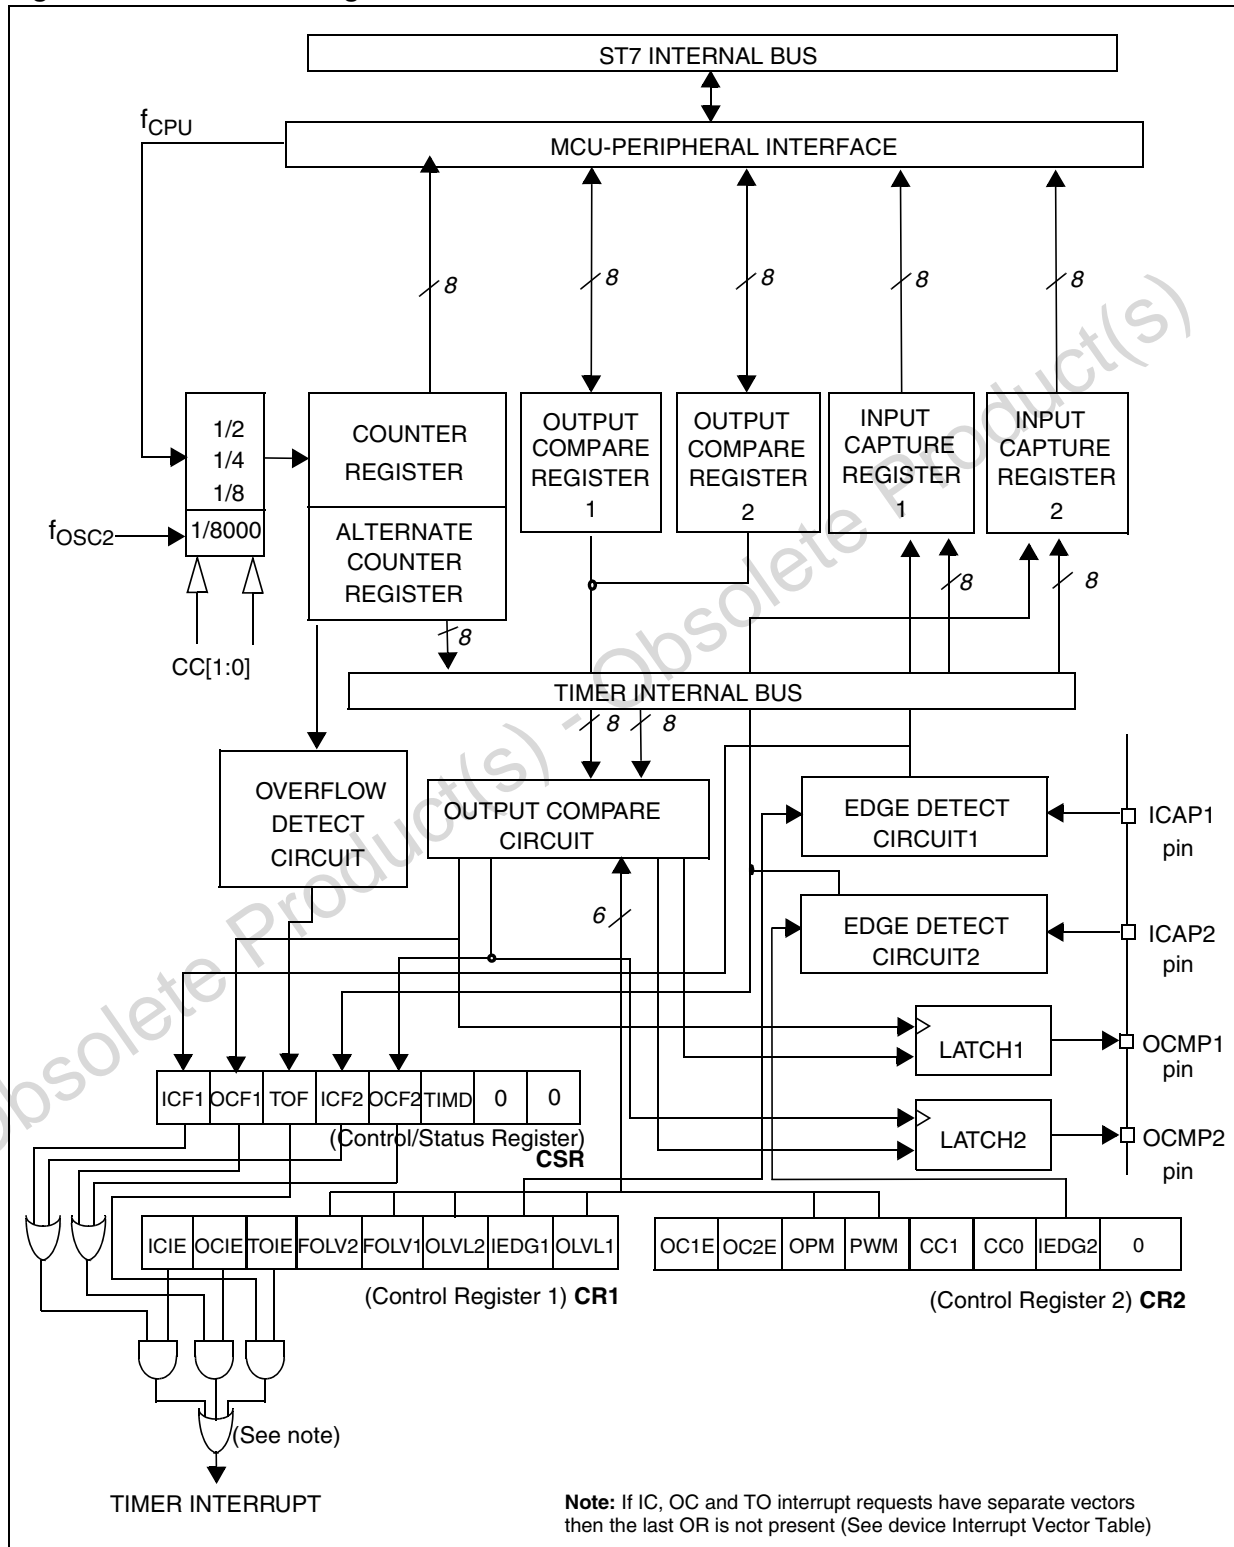 ST7 INTERNAL BUS
fCPU
MCU-PERIPHERAL INTERFACE
8
8
8
8
8
1/2
1/4
1/8
1/8000
fOSC2
CC[1:0]
COUNTER
REGISTER
ALTERNATE
COUNTER
REGISTER
OUTPUT
COMPARE
REGISTER
1
OUTPUT
COMPARE
REGISTER
2
INPUT
CAPTURE
REGISTER
1
INPUT
CAPTURE
REGISTER
2
8
8
8
TIMER INTERNAL BUS
8
8
OVERFLOW
DETECT
CIRCUIT
OUTPUT COMPARE
CIRCUIT
6
EDGE DETECT
CIRCUIT1
EDGE DETECT
CIRCUIT2
ICAP1
pin
ICAP2
pin
LATCH1
OCMP1
pin
LATCH2
OCMP2
pin
ICF1 OCF1 TOF ICF2 OCF2 TIMD 0 0
(Control/Status Register)
CSR
ICIE OCIE TOIE FOLV2 FOLV1 OLVL2 IEDG1 OLVL1
(Control Register 1) CR1
OC1E OC2E OPM PWM CC1 CC0 IEDG2 0
(Control Register 2) CR2
(See note)
TIMER INTERRUPT
Note: If IC, OC and TO interrupt requests have separate vectors
then the last OR is not present (See device Interrupt Vector Table)
Obsolete Product(s) - Obsolete Product(s)